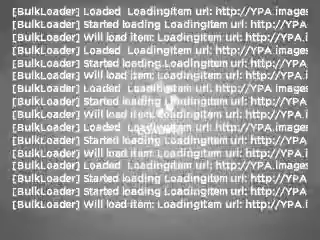 [BulkLoader] Loaded LoadingItem url: http://YPA.images
[BulkLoader] Started loading LoadingItem url: http://YPA
[BulkLoader] Will load item: LoadingItem url: http://YPA.i
[BulkLoader] Loaded LoadingItem url: http://YPA.images
[BulkLoader] Started loading LoadingItem url: http://YPA
[BulkLoader] Will load item: LoadingItem url: http://YPA.i
[BulkLoader] Loaded LoadingItem url: http://YPA.images
[BulkLoader] Started loading LoadingItem url: http://YPA
[BulkLoader] Will load item: LoadingItem url: http://YPA.i
[BulkLoader] Loaded LoadingItem url: http://YPA.images
[BulkLoader] Started loading LoadingItem url: http://YPA
[BulkLoader] Will load item: LoadingItem url: http://YPA.i
[BulkLoader] Loaded LoadingItem url: http://YPA.images
[BulkLoader] Started loading LoadingItem url: http://YPA
[BulkLoader] Started loading LoadingItem url: http://YPA
[BulkLoader] Will load item: LoadingItem url: http://YPA.i